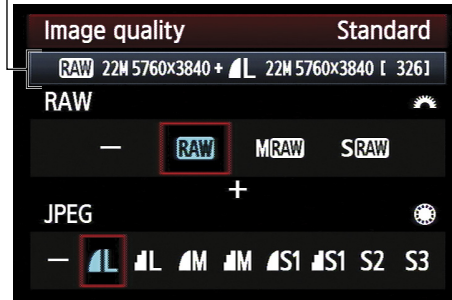 Image quality Standard
RAW 22M 5760x3840 + L 22M 5760x3840 [ 326]
RAW
— RAW MRAW SRAW
+
JPEG
— L L M M S1 S1 S2 S3